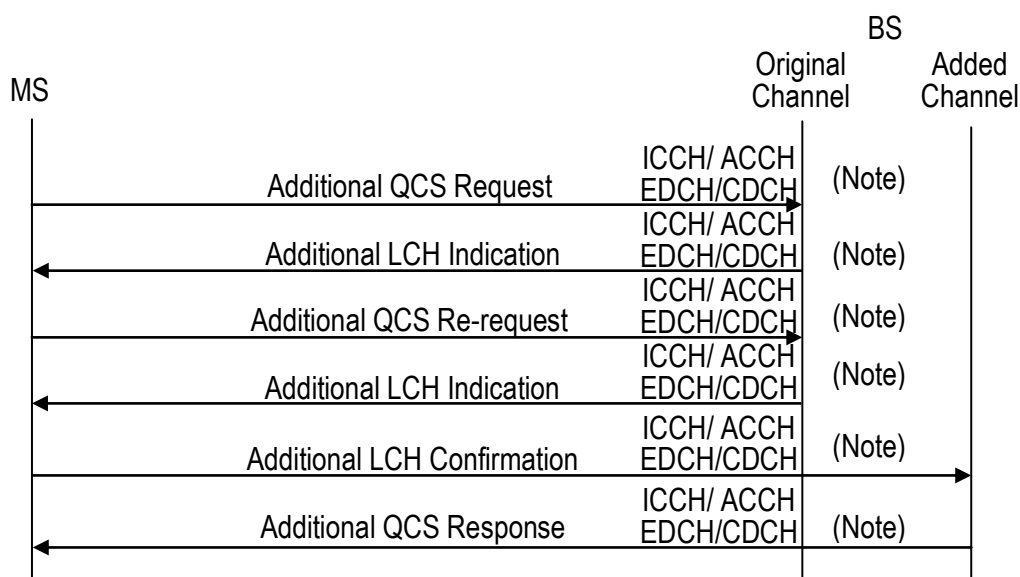 BS
MS
Original Channel
Added Channel
ICCH/ ACCH
Additional QCS Request EDCH/CDCH (Note)
ICCH/ ACCH
Additional LCH Indication EDCH/CDCH (Note)
ICCH/ ACCH
Additional QCS Re-request EDCH/CDCH (Note)
ICCH/ ACCH
Additional LCH Indication EDCH/CDCH (Note)
ICCH/ ACCH
Additional LCH Confirmation EDCH/CDCH (Note)
ICCH/ ACCH
Additional QCS Response EDCH/CDCH (Note)